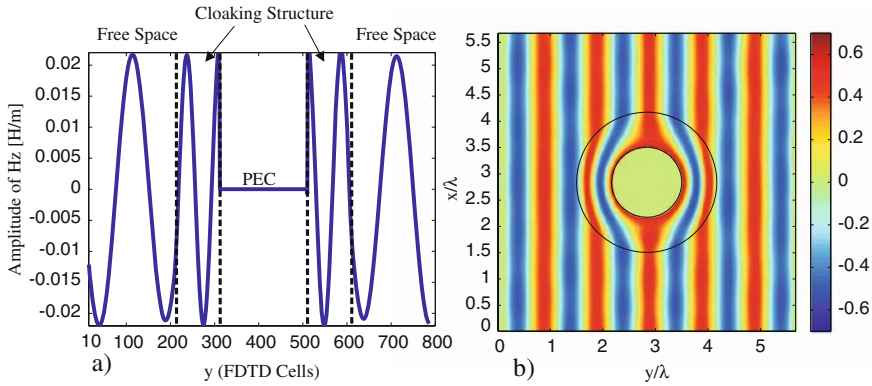 Cloaking Structure
Free Space
Free Space
0.02
0.015
0.01
0.005
0
-0.005
-0.01
-0.015
-0.02
Amplitude of Hz [H/m]
PEC
10 100 200 300 400 500 600 700 800
y (FDTD Cells)
a)
5.5
5
4.5
4
3.5
3
2.5
2
1.5
1
0.5
0
x/λ
0 1 2 3 4 5
y/λ
b)
0.6
0.4
0.2
0
-0.2
-0.4
-0.6